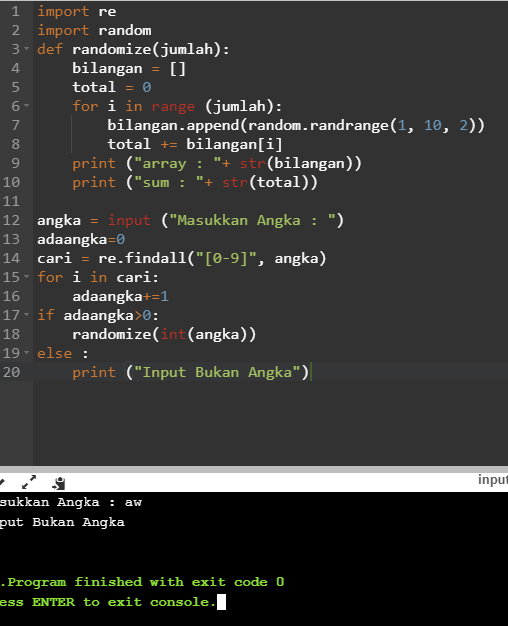 1 import re
2 import random
3 def randomize(jumlah):
4     bilangan = []
5     total = 0
6     for i in range (jumlah):
7         bilangan.append(random.randrange(1, 10, 2))
8         total += bilangan[i]
9     print ("array : "+ str(bilangan))
10     print ("sum : "+ str(total))
11
12 angka = input ("Masukkan Angka : ")
13 adaangka=0
14 cari = re.findall("[0-9]", angka)
15 for i in cari:
16     adaangka+=1
17 if adaangka>0:
18     randomize(int(angka))
19 else :
20     print ("Input Bukan Angka")
input
sukkan Angka : aw
put Bukan Angka
.Program finished with exit code 0
ess ENTER to exit console.